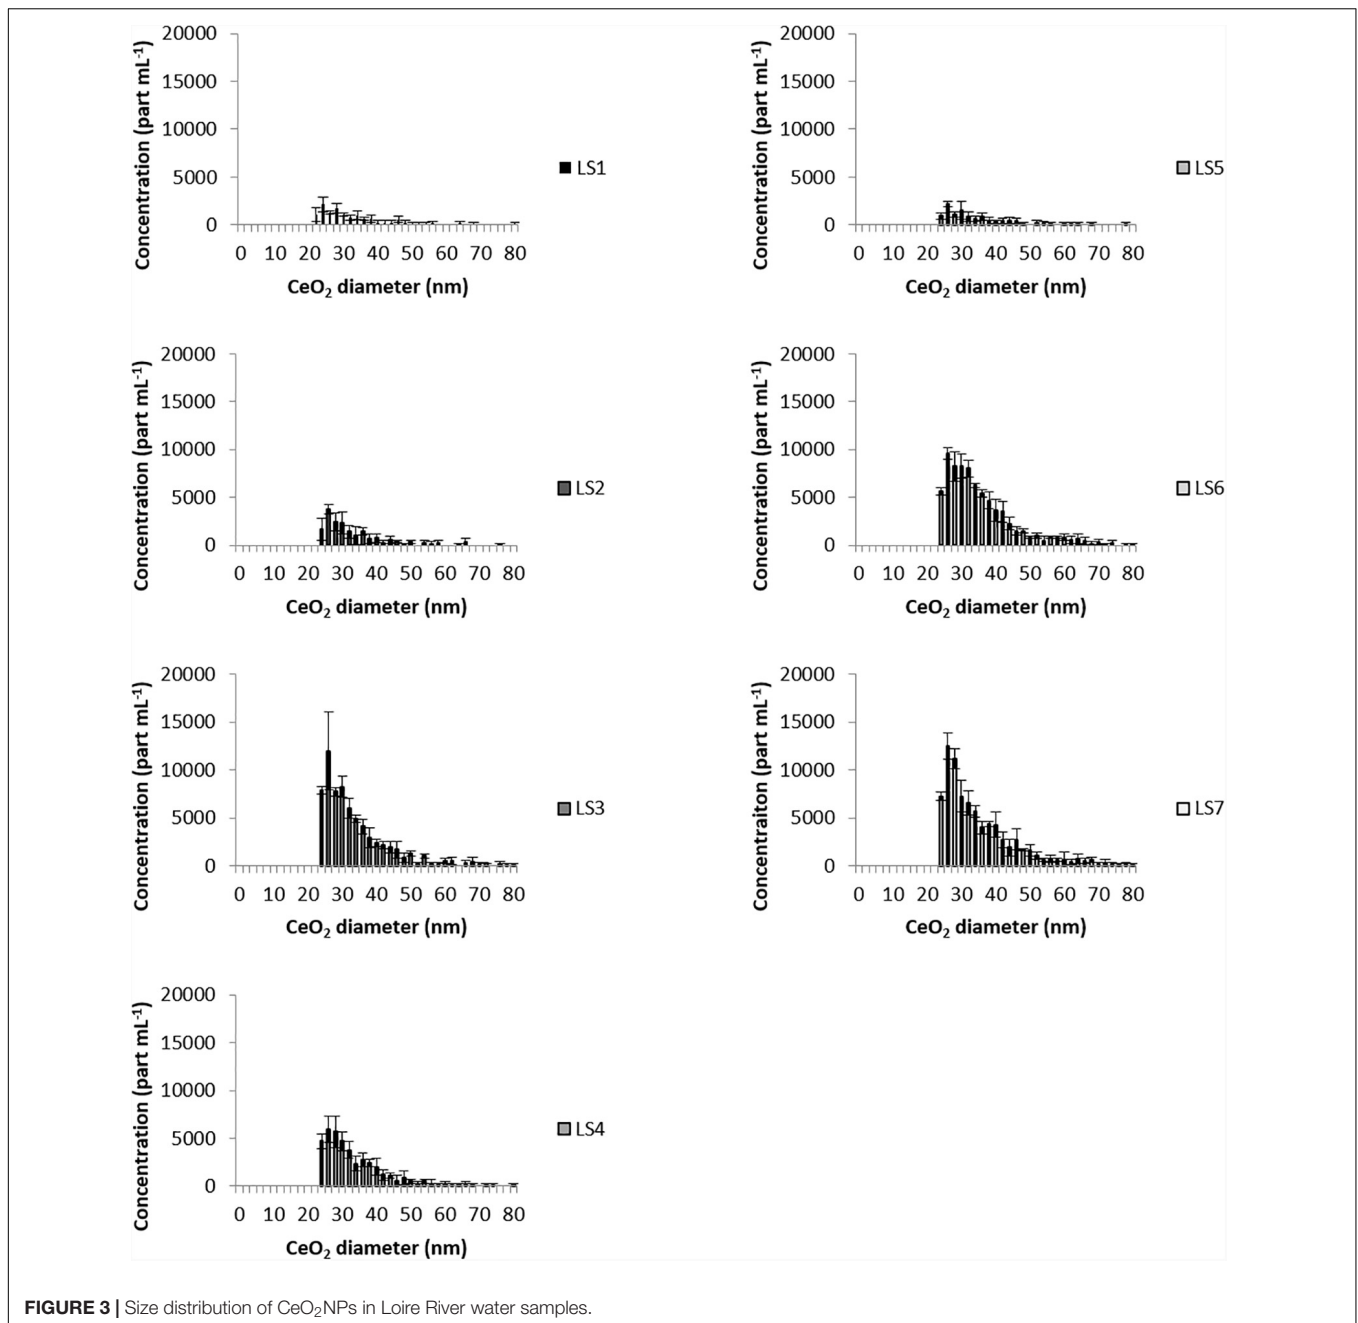 Concentration (part mL-1)
20000
15000
10000
5000
0
0 10 20 30 40 50 60 70 80
CeO2 diameter (nm)
LS1
Concentration (part mL-1)
20000
15000
10000
5000
0
0 10 20 30 40 50 60 70 80
CeO2 diameter (nm)
LS5
Concentration (part mL-1)
20000
15000
10000
5000
0
0 10 20 30 40 50 60 70 80
CeO2 diameter (nm)
LS2
Concentration (part mL-1)
20000
15000
10000
5000
0
0 10 20 30 40 50 60 70 80
CeO2 diameter (nm)
LS6
Concentration (part mL-1)
20000
15000
10000
5000
0
0 10 20 30 40 50 60 70 80
CeO2 diameter (nm)
LS3
Concentraiton (part mL-1)
20000
15000
10000
5000
0
0 10 20 30 40 50 60 70 80
CeO2 diameter (nm)
LS7
Concentration (part mL-1)
20000
15000
10000
5000
0
0 10 20 30 40 50 60 70 80
CeO2 diameter (nm)
LS4
FIGURE 3 | Size distribution of CeO2NPs in Loire River water samples.